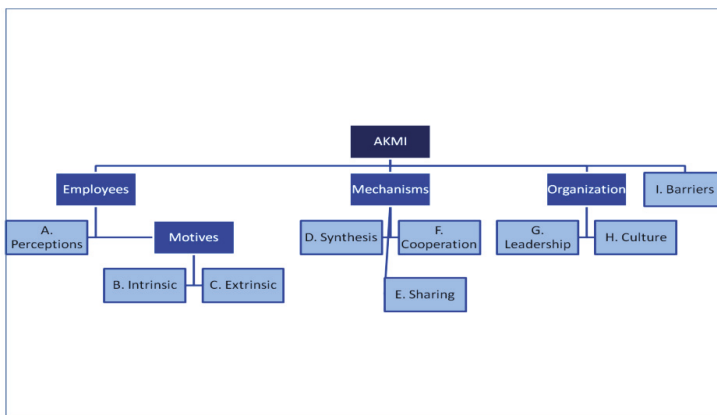 AKMI
Employees
Mechanisms
Organization
I. Barriers
A.
Perceptions
Motives
D. Synthesis
F.
Cooperation
G.
Leadership
H. Culture
B. Intrinsic
C. Extrinsic
E. Sharing